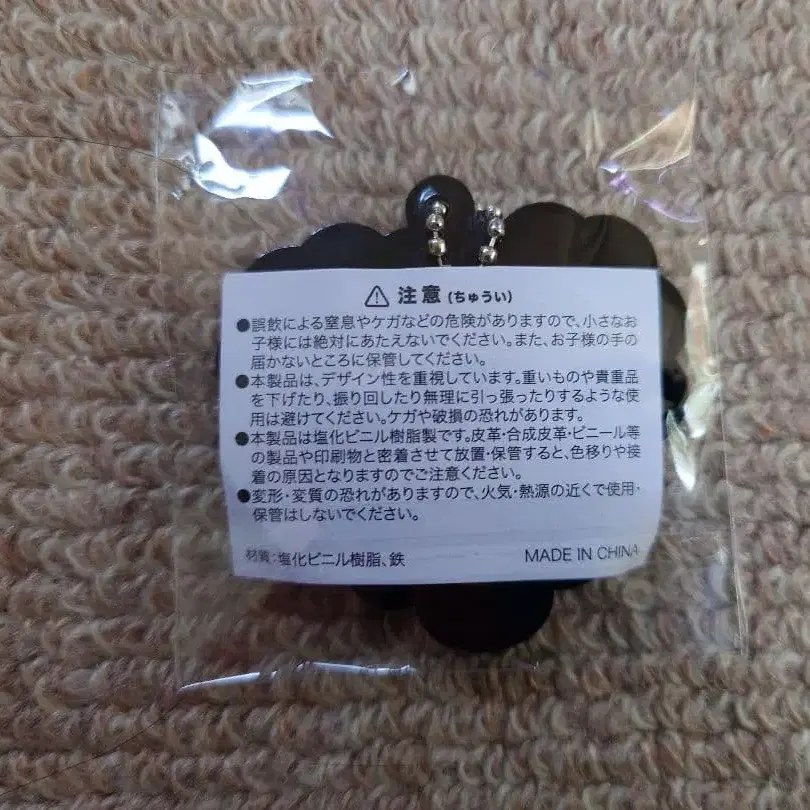 ⚠ 注意 (ちゅうい)
●誤飲による窒息やケガなどの危険がありますので、小さなお
子様には絶対にあたえないでください。また、お子様の手の
届かないところに保管してください。
●本製品は、デザイン性を重視しています。重いものや貴重品
を下げたり、振り回したり無理に引っ張ったりするような使
用は避けてください。ケガや破損の恐れがあります。
●本製品は塩化ビニル樹脂製です。皮革・合成皮革・ビニール等
の製品や印刷物と密着させて放置・保管すると、色移りや接
着の原因となりますのでご注意ください。
●変形・変質の恐れがありますので、火気・熱源の近くで使用・
保管はしないでください。
材質:塩化ビニル樹脂、鉄
MADE IN CHINA